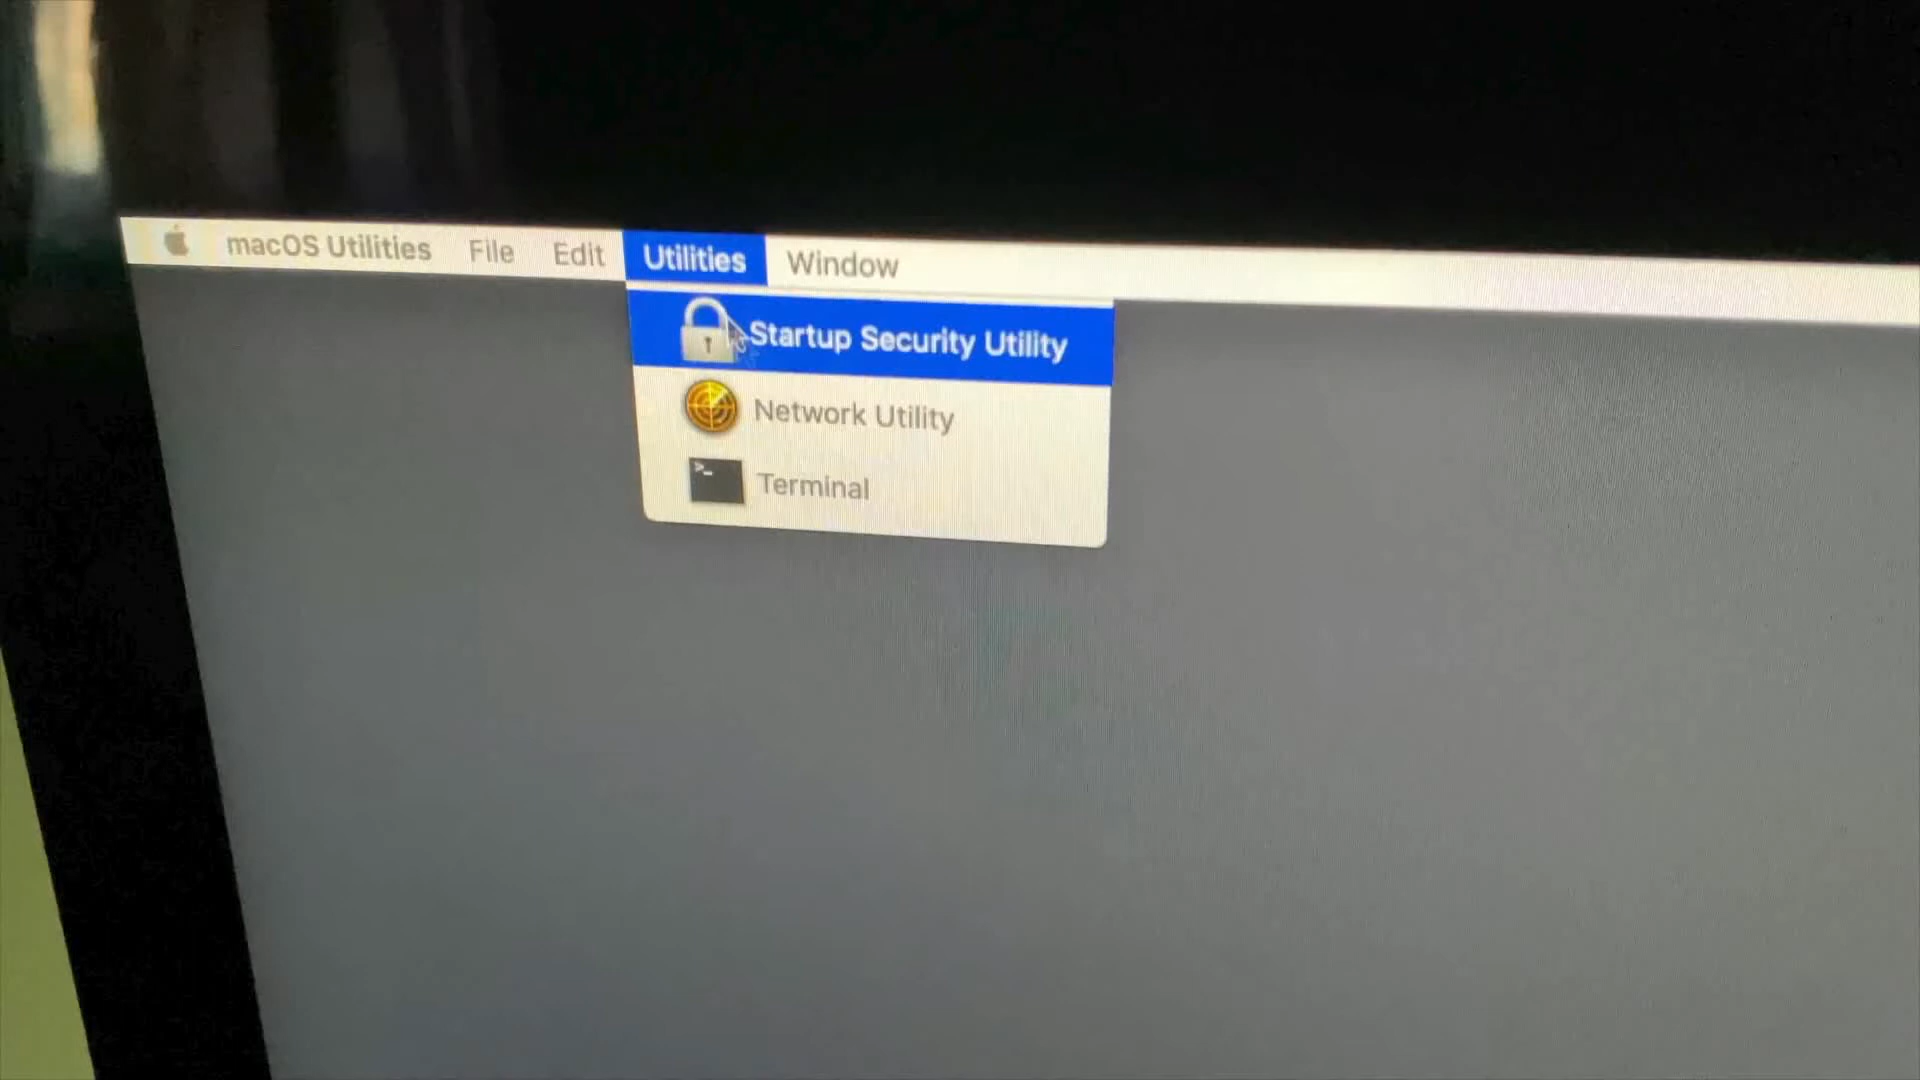 macOS Utilities File Edit Utilities Window
Startup Security Utility
Network Utility
Terminal